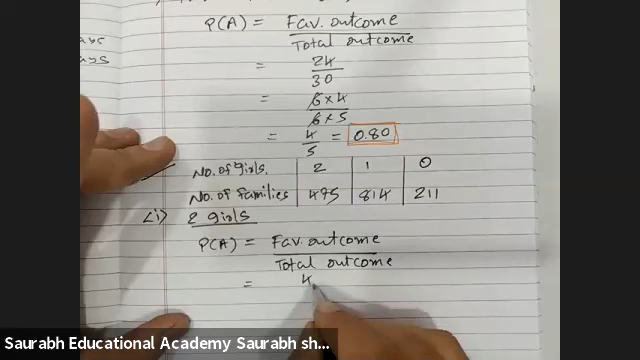 P(A) = Fav. outcome
Total outcome
= 24
30
= 6 x 4
6 x 5
= 4 = 0.80
5
No. of girls. 2 1 0
No. of families 475 814 211
(i) 2 girls
P(A) = Fav. outcome
Total outcome
= 4
Saurabh Educational Academy Saurabh sh...